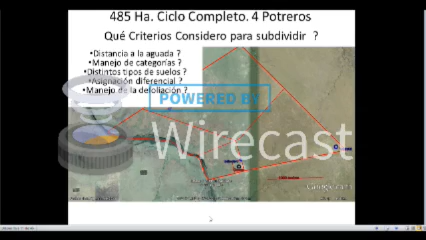 485 Ha. Ciclo Completo. 4 Potreros
Qué Criterios Considero para subdividir ?
•Distancia a la aguada ?
•Manejo de categorías ?
•Distintos tipos de suelos ?
•Asignación diferencial ?
•Manejo de la defoliación ?
POWERED BY
Wirecast